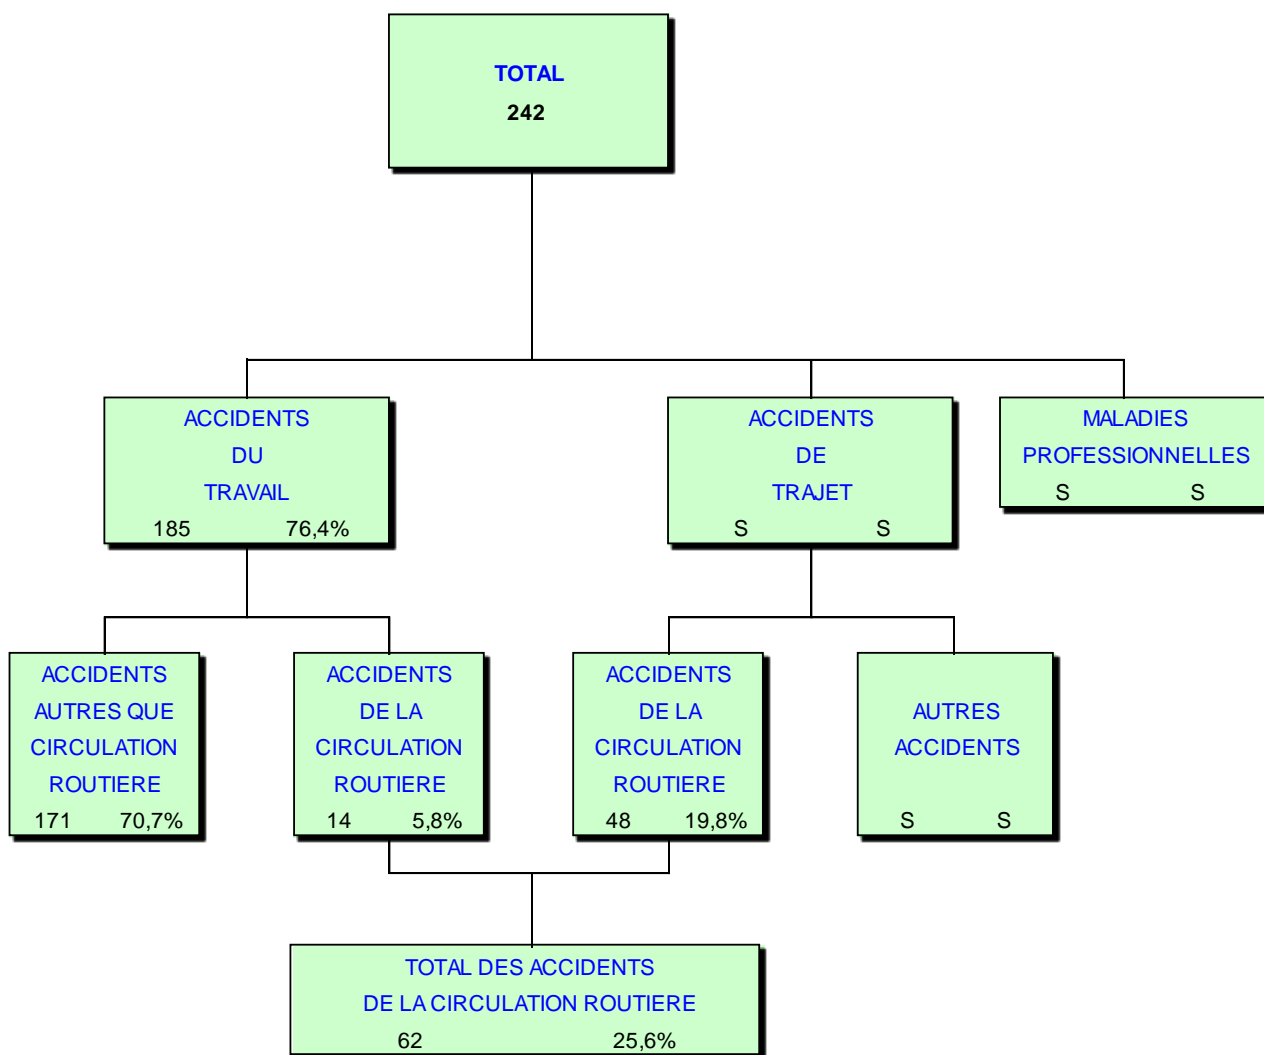 TOTAL
242
ACCIDENTS
DU
TRAVAIL
185 76,4%
ACCIDENTS
DE
TRAJET
S S
MALADIES
PROFESSIONNELLES
S S
ACCIDENTS
AUTRES QUE
CIRCULATION
ROUTIERE
171 70,7%
ACCIDENTS
DE LA
CIRCULATION
ROUTIERE
14 5,8%
ACCIDENTS
DE LA
CIRCULATION
ROUTIERE
48 19,8%
AUTRES
ACCIDENTS
S S
TOTAL DES ACCIDENTS
DE LA CIRCULATION ROUTIERE
62 25,6%